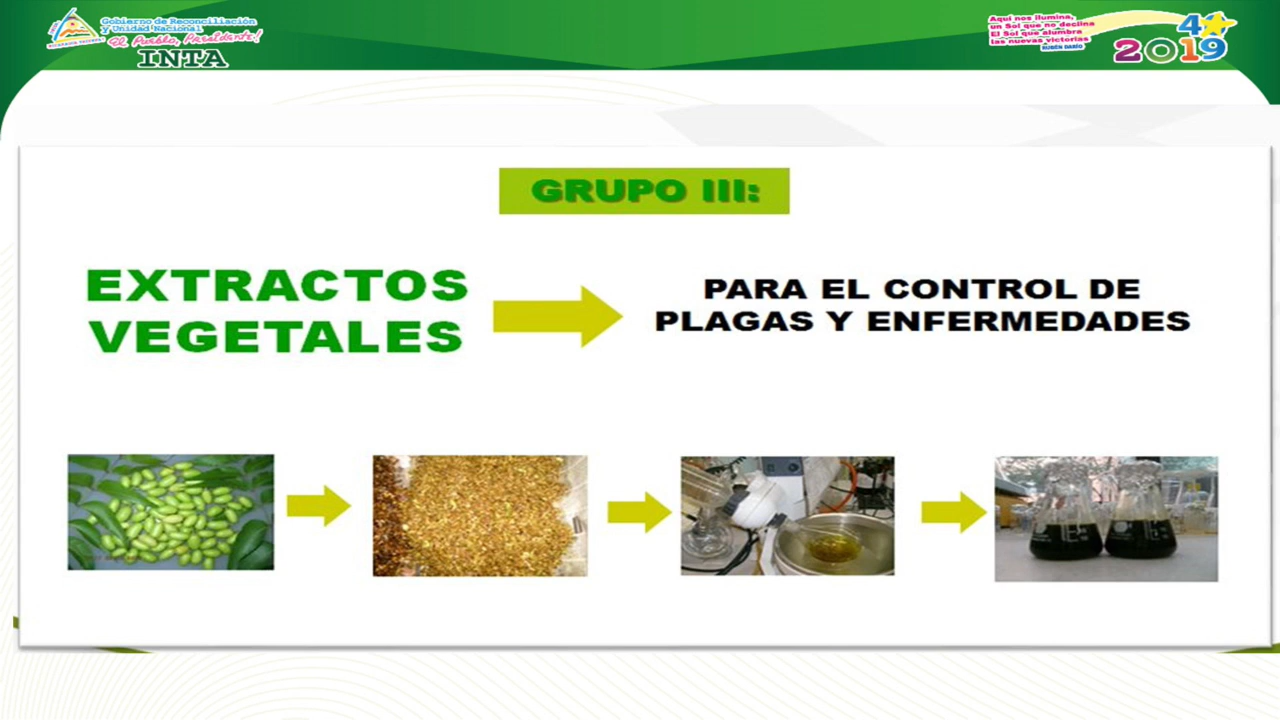 Gobierno de Reconciliación
y Unidad Nacional
El Pueblo, Presidente!
INTA
Aquí nos ilumina,
un Sol que no declina
El Sol que alumbra
las nuevas victorias
RUBÉN DARÍO
40
2019
GRUPO III:
EXTRACTOS
VEGETALES
PARA EL CONTROL DE
PLAGAS Y ENFERMEDADES